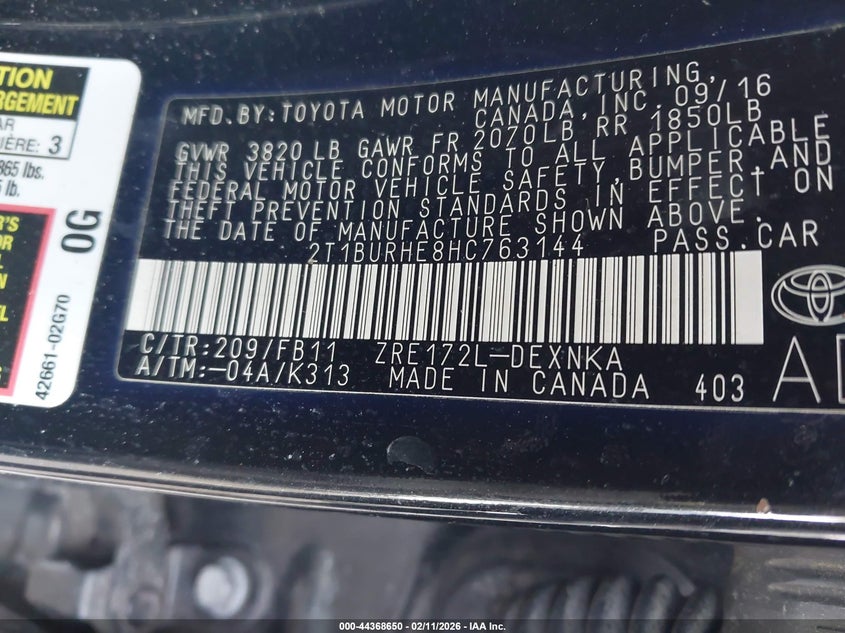 TION
RGEMENT
AR
IÈRE: 3
865 lbs.
lb.
0G
42661-02G70
MFD.BY:TOYOTA MOTOR MANUFACTURING,
CANADA, INC. 09/16
GVWR 3820 LB GAWR FR 2070LB RR 1850LB
THIS VEHICLE CONFORMS TO ALL APPLICABLE
FEDERAL MOTOR VEHICLE SAFETY,BUMPER,AND
THEFT PREVENTION STANDARDS IN EFFECT ON
THE DATE OF MANUFACTURE SHOWN ABOVE.
2T1BURHE8HC763144 PASS.CAR
C/TR:209/FB11 ZRE172L-DEXNKA
A/TM:-04A/K313 MADE IN CANADA 403
000-44368650 - 02/11/2026 - IAA Inc.